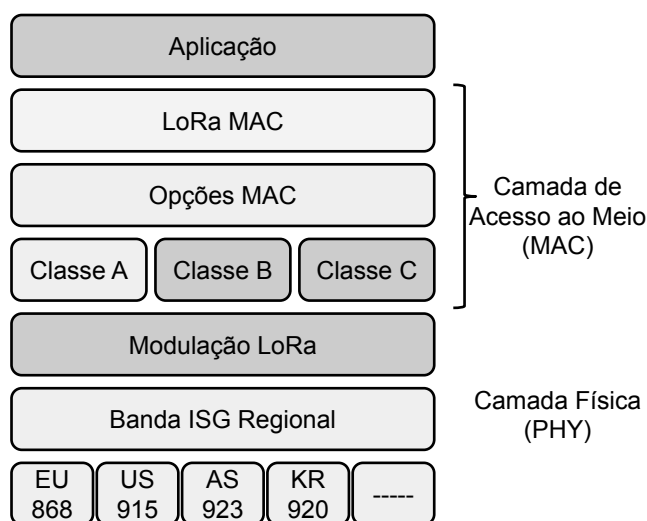 Aplicação
LoRa MAC
Opções MAC
Classe A
Classe B
Classe C
Camada de
Acesso ao Meio
(MAC)
Modulação LoRa
Banda ISG Regional
Camada Física
(PHY)
EU
868
US
915
AS
923
KR
920
-----